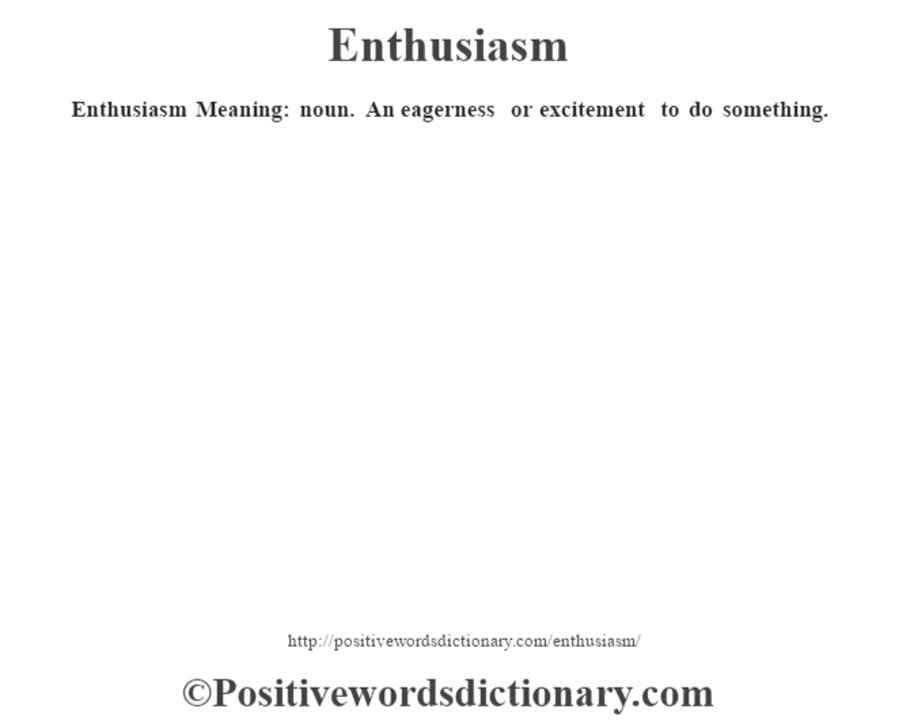 Enthusiasm
Enthusiasm Meaning: noun. An eagerness or excitement to do something.
http://positivewordsdictionary.com/enthusiasm/
©Positivewordsdictionary.com